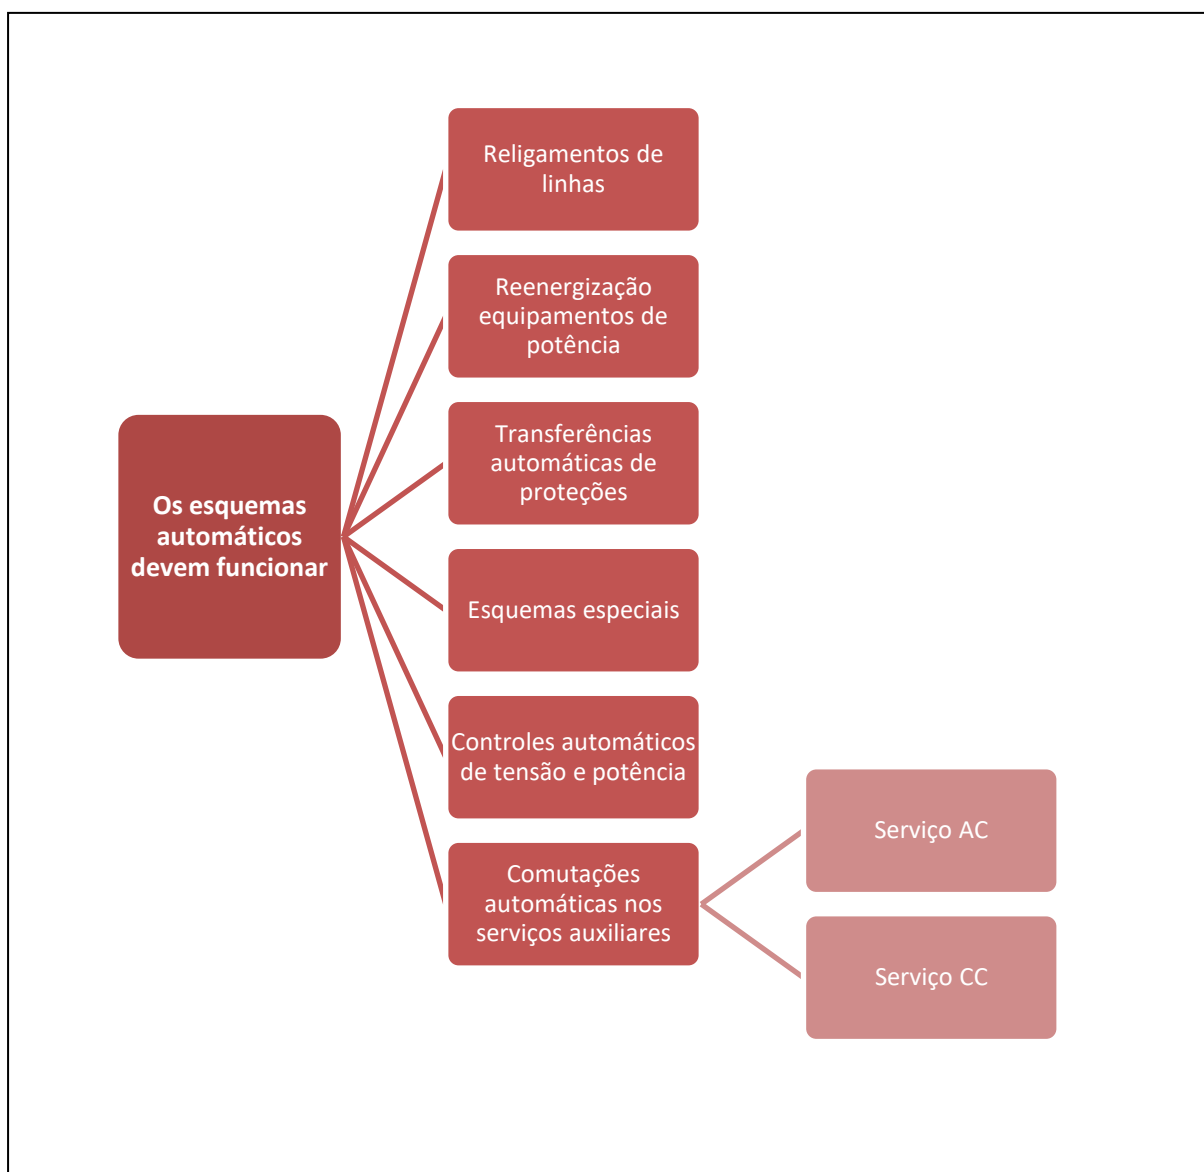 Os esquemas
automáticos
devem funcionar
Religamentos de
linhas
Reenergização
equipamentos de
potência
Transferências
automáticas de
proteções
Esquemas especiais
Controles automáticos
de tensão e potência
Comutações
automáticas nos
serviços auxiliares
Serviço AC
Serviço CC